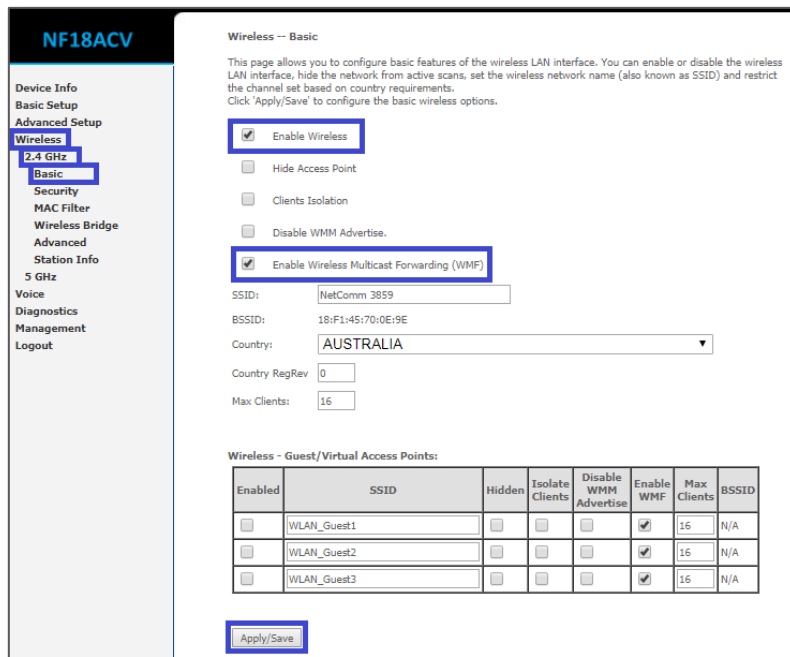 NF18ACV
Device Info
Basic Setup
Advanced Setup
Wireless
2.4 GHz
Basic
Security
MAC Filter
Wireless Bridge
Advanced
Station Info
5 GHz
Voice
Diagnostics
Management
Logout
Wireless -- Basic
This page allows you to configure basic features of the wireless LAN interface. You can enable or disable the wireless
LAN interface, hide the network from active scans, set the wireless network name (also known as SSID) and restrict
the channel set based on country requirements.
Click 'Apply/Save' to configure the basic wireless options.
Enable Wireless
Hide Access Point
Clients Isolation
Disable WMM Advertise.
Enable Wireless Multicast Forwarding (WMF)
SSID: NetComm 3859
BSSID: 18:F1:45:70:0E:9E
Country: AUSTRALIA
Country RegRev 0
Max Clients: 16
Wireless - Guest/Virtual Access Points:
Enabled SSID Hidden Isolate Clients Disable WMM Advertise Enable WMF Max Clients BSSID
WLAN_Guest1 16 N/A
WLAN_Guest2 16 N/A
WLAN_Guest3 16 N/A
Apply/Save